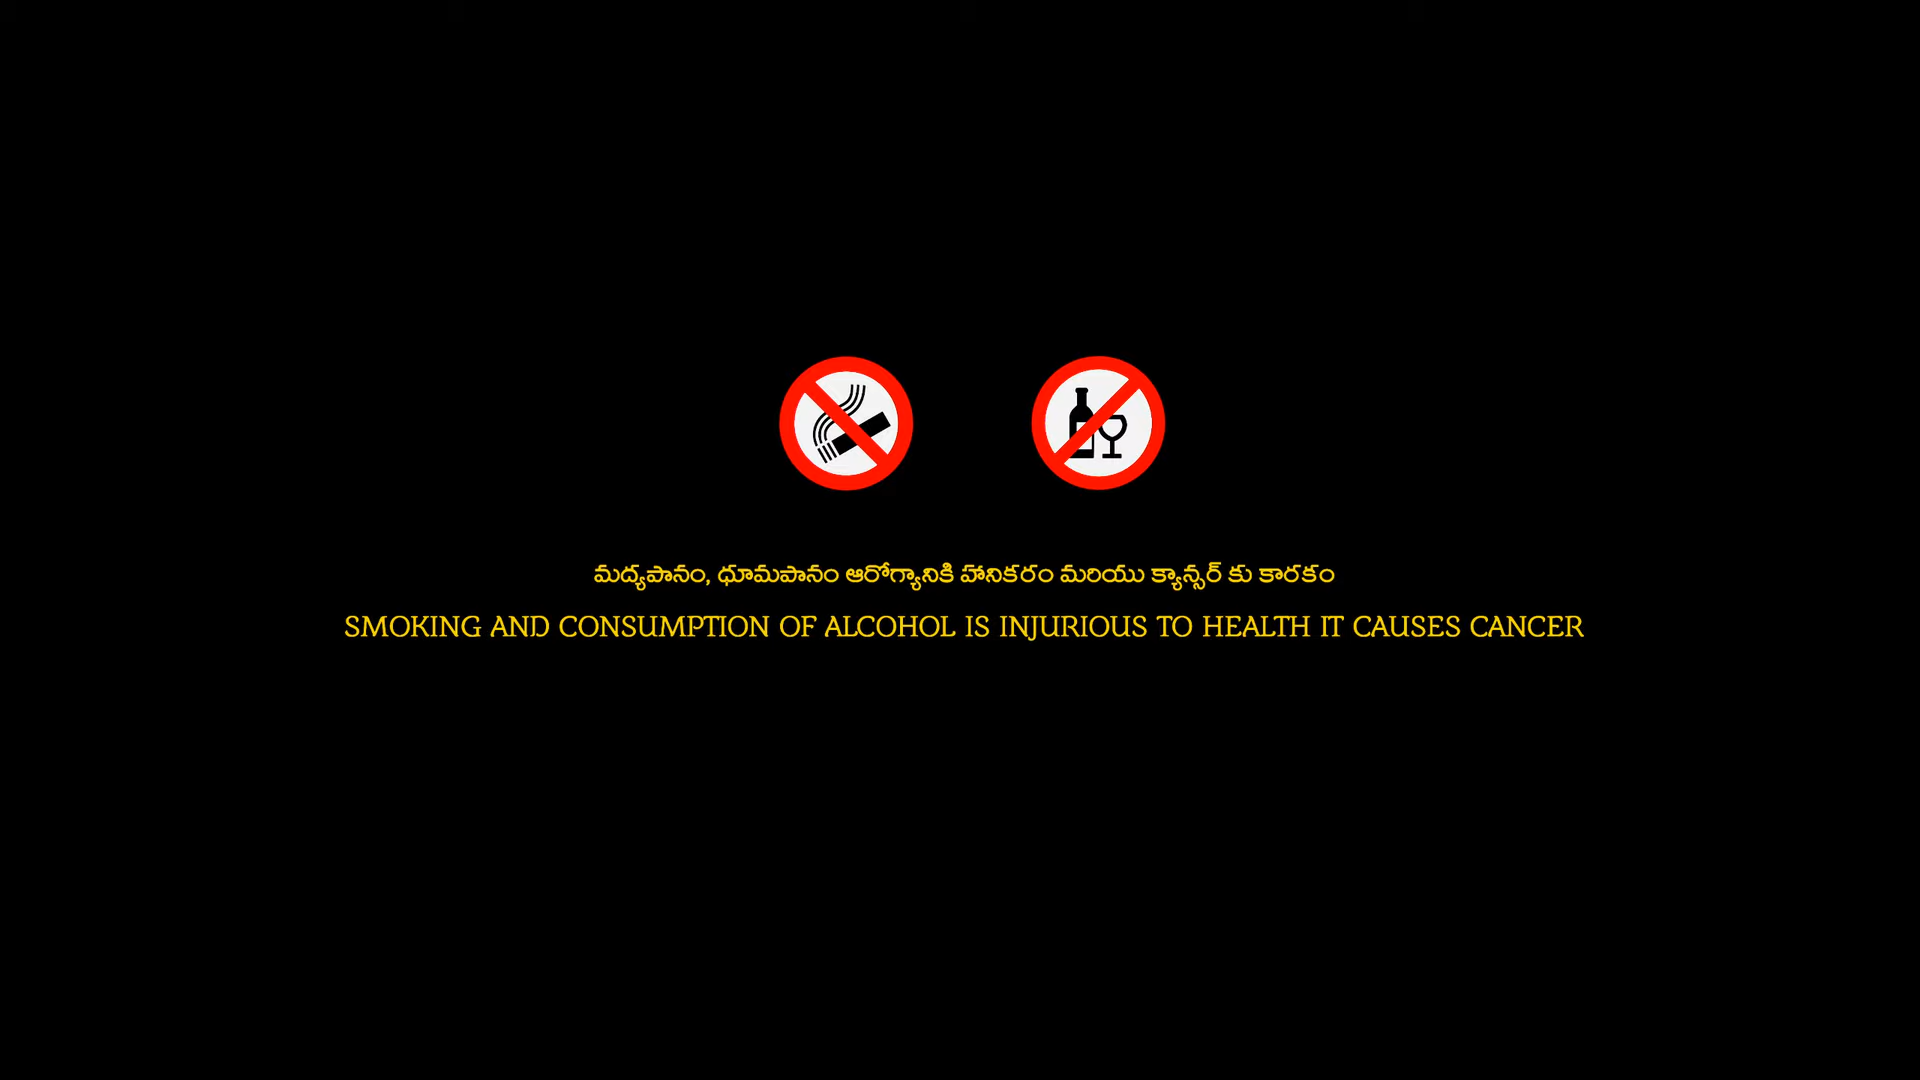 మద్యపానం, ధూమపానం ఆరోగ్యానికి హానికరం మరియు క్యాన్సర్ కు కారకం
SMOKING AND CONSUMPTION OF ALCOHOL IS INJURIOUS TO HEALTH IT CAUSES CANCER